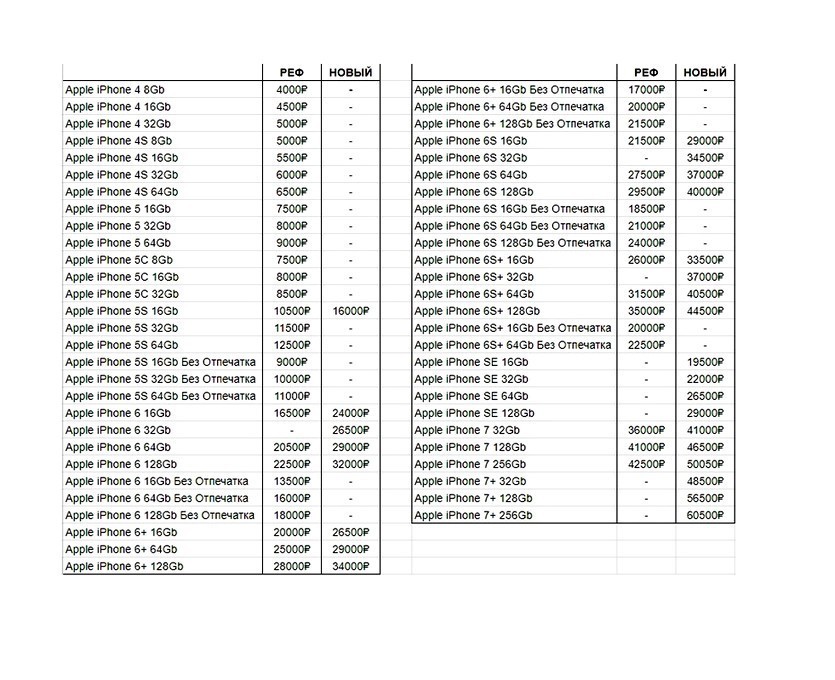 РЕФ НОВЫЙ
Apple iPhone 4 8Gb 4000₽ -
Apple iPhone 4 16Gb 4500₽ -
Apple iPhone 4 32Gb 5000₽ -
Apple iPhone 4S 8Gb 5000₽ -
Apple iPhone 4S 16Gb 5500₽ -
Apple iPhone 4S 32Gb 6000₽ -
Apple iPhone 4S 64Gb 6500₽ -
Apple iPhone 5 16Gb 7500₽ -
Apple iPhone 5 32Gb 8000₽ -
Apple iPhone 5 64Gb 9000₽ -
Apple iPhone 5C 8Gb 7500₽ -
Apple iPhone 5C 16Gb 8000₽ -
Apple iPhone 5C 32Gb 8500₽ -
Apple iPhone 5S 16Gb 10500₽ 16000₽
Apple iPhone 5S 32Gb 11500₽ -
Apple iPhone 5S 64Gb 12500₽ -
Apple iPhone 5S 16Gb Без Отпечатка 9000₽ -
Apple iPhone 5S 32Gb Без Отпечатка 10000₽ -
Apple iPhone 5S 64Gb Без Отпечатка 11000₽ -
Apple iPhone 6 16Gb 16500₽ 24000₽
Apple iPhone 6 32Gb - 26500₽
Apple iPhone 6 64Gb 20500₽ 29000₽
Apple iPhone 6 128Gb 22500₽ 32000₽
Apple iPhone 6 16Gb Без Отпечатка 13500₽ -
Apple iPhone 6 64Gb Без Отпечатка 16000₽ -
Apple iPhone 6 128Gb Без Отпечатка 18000₽ -
Apple iPhone 6+ 16Gb 20000₽ 26500₽
Apple iPhone 6+ 64Gb 25000₽ 29000₽
Apple iPhone 6+ 128Gb 28000₽ 34000₽
РЕФ НОВЫЙ
Apple iPhone 6+ 16Gb Без Отпечатка 17000₽ -
Apple iPhone 6+ 64Gb Без Отпечатка 20000₽ -
Apple iPhone 6+ 128Gb Без Отпечатка 21500₽ -
Apple iPhone 6S 16Gb 21500₽ 29000₽
Apple iPhone 6S 32Gb - 34500₽
Apple iPhone 6S 64Gb 27500₽ 37000₽
Apple iPhone 6S 128Gb 29500₽ 40000₽
Apple iPhone 6S 16Gb Без Отпечатка 18500₽ -
Apple iPhone 6S 64Gb Без Отпечатка 21000₽ -
Apple iPhone 6S 128Gb Без Отпечатка 24000₽ -
Apple iPhone 6S+ 16Gb 26000₽ 33500₽
Apple iPhone 6S+ 32Gb - 37000₽
Apple iPhone 6S+ 64Gb 31500₽ 40500₽
Apple iPhone 6S+ 128Gb 35000₽ 44500₽
Apple iPhone 6S+ 16Gb Без Отпечатка 20000₽ -
Apple iPhone 6S+ 64Gb Без Отпечатка 22500₽ -
Apple iPhone SE 16Gb - 19500₽
Apple iPhone SE 32Gb - 22000₽
Apple iPhone SE 64Gb - 26500₽
Apple iPhone SE 128Gb - 29000₽
Apple iPhone 7 32Gb 36000₽ 41000₽
Apple iPhone 7 128Gb 41000₽ 46500₽
Apple iPhone 7 256Gb 42500₽ 50050₽
Apple iPhone 7+ 32Gb - 48500₽
Apple iPhone 7+ 128Gb - 56500₽
Apple iPhone 7+ 256Gb - 60500₽